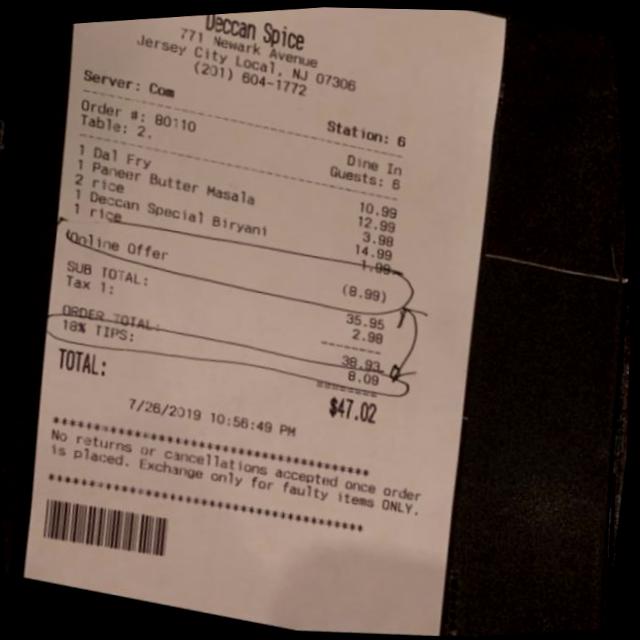 Deccan Spice
771 Newark Avenue
Jersey City Local, NJ 07306
(201) 604-1772
Server: Com
Station: 6
Order #: 80110
Dine In
Table: 2,
Guests: 6
1 Dal Fry 10.99
1 Paneer Butter Masala 12.99
2 rice 3.98
1 Deccan Special Biryani 14.99
1 rice 1.99
Online Offer (8.99)
SUB TOTAL: 35.95
Tax 1: 2.98
ORDER TOTAL: 38.93
18% TIPS: 8.09
TOTAL: $47.02
7/26/2019 10:56:49 PM
No returns or cancellations accepted once order
is placed. Exchange only for faulty items ONLY.